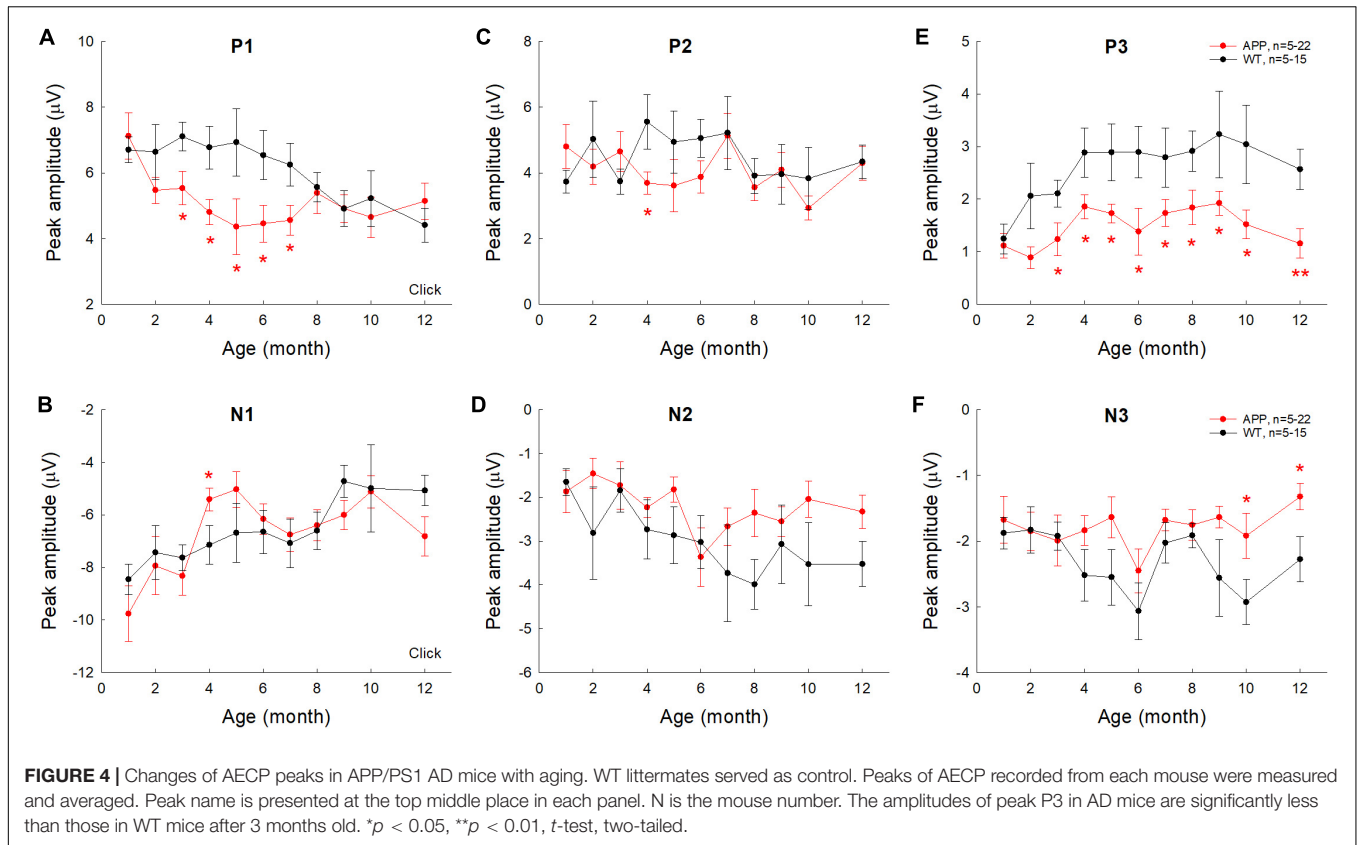 A
P1
10
8
6
4
2
Peak amplitude (µV)
* * * * *
Click
0 2 4 6 8 10 12
Age (month)
C
P2
10
8
6
4
2
0
Peak amplitude (µV)
*
0 2 4 6 8 10 12
Age (month)
E
P3
APP, n=5-22
WT, n=5-15
5
4
3
2
1
0
Peak amplitude (µV)
* * * * * * * * **
0 2 4 6 8 10 12
Age (month)
B
N1
-2
-4
-6
-8
-10
-12
Peak amplitude (µV)
*
Click
0 2 4 6 8 10 12
Age (month)
D
N2
-0
-1
-2
-3
-4
-5
-6
Peak amplitude (µV)
0 2 4 6 8 10 12
Age (month)
F
N3
APP, n=5-22
WT, n=5-15
-0
-1
-2
-3
-4
Peak amplitude (µV)
* *
0 2 4 6 8 10 12
Age (month)
FIGURE 4 | Changes of AECP peaks in APP/PS1 AD mice with aging. WT littermates served as control. Peaks of AECP recorded from each mouse were measured
and averaged. Peak name is presented at the top middle place in each panel. N is the mouse number. The amplitudes of peak P3 in AD mice are significantly less
than those in WT mice after 3 months old. *p < 0.05, **p < 0.01, t-test, two-tailed.